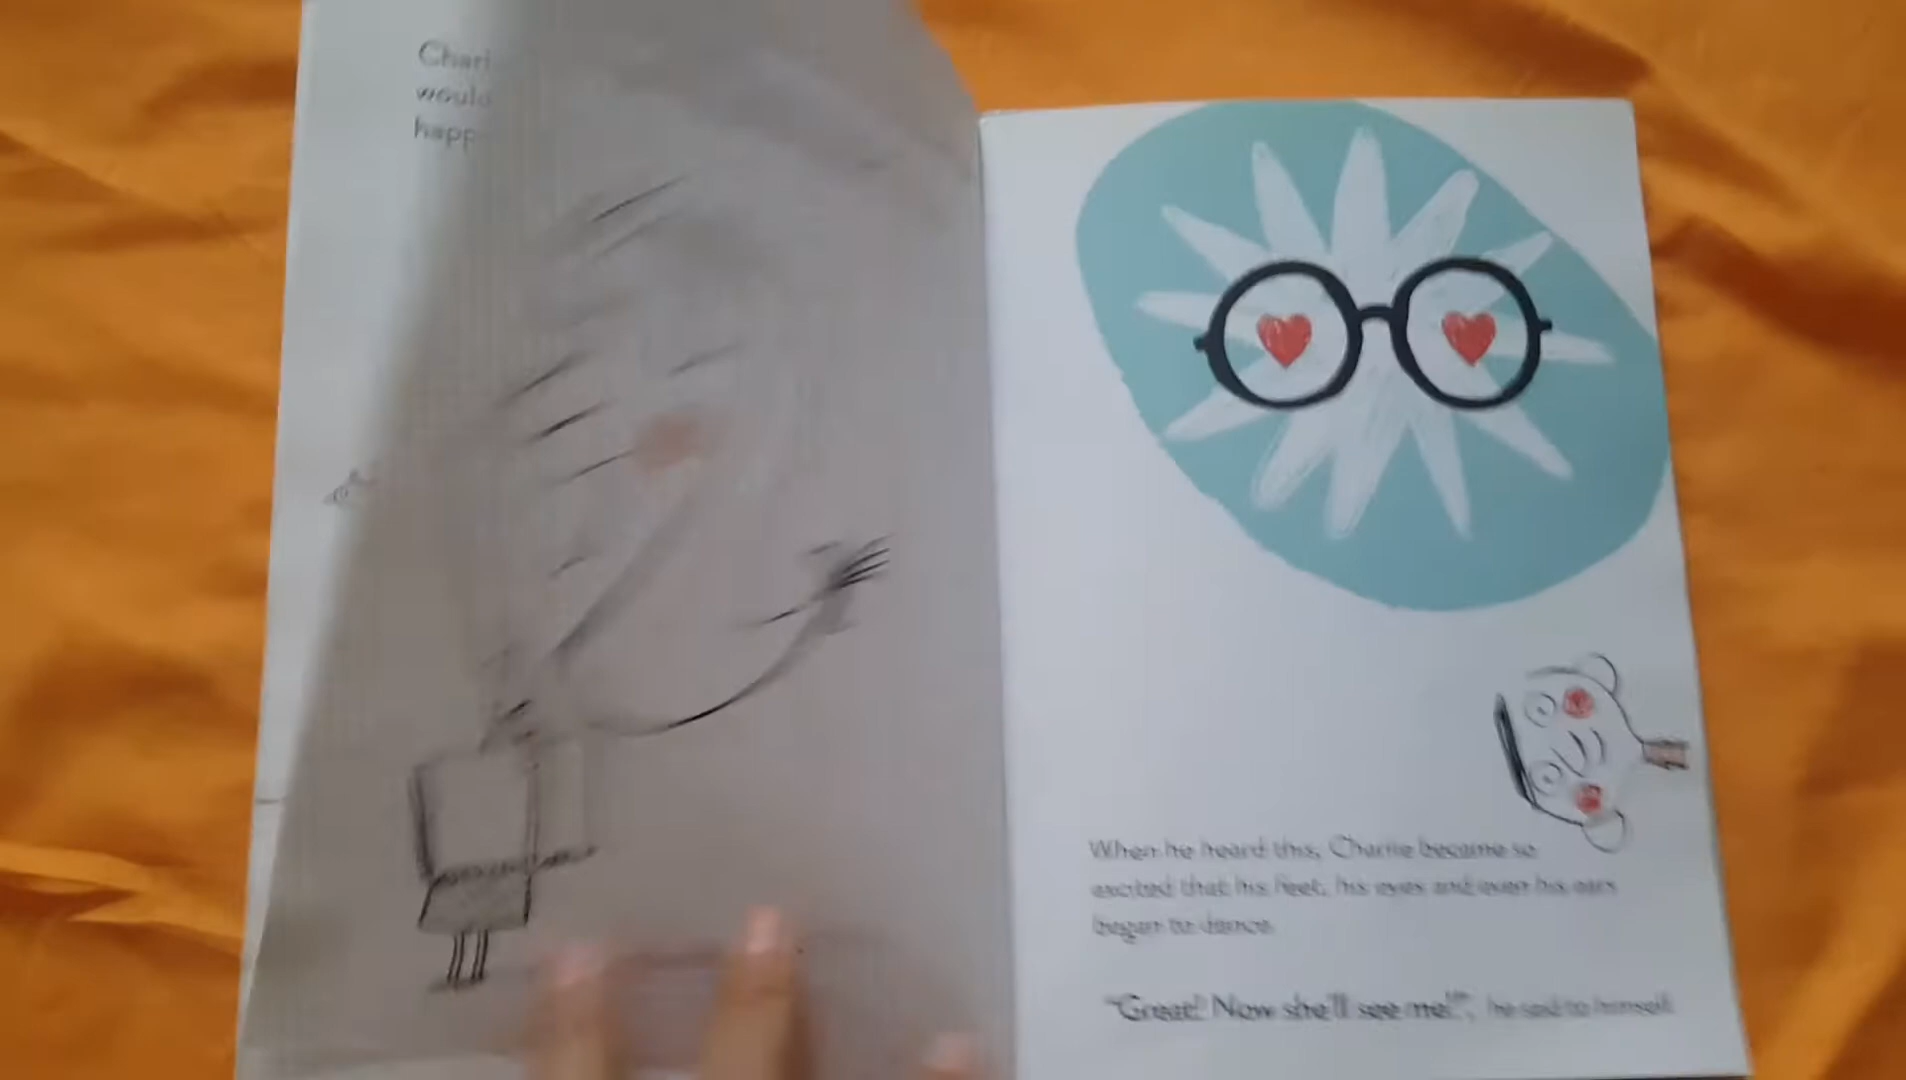 Charl
would
happ
When he heard this, Charlie became so
excited that his feet, his eyes and even his ears
began to dance.
"Great! Now she'll see me!", he said to himself.